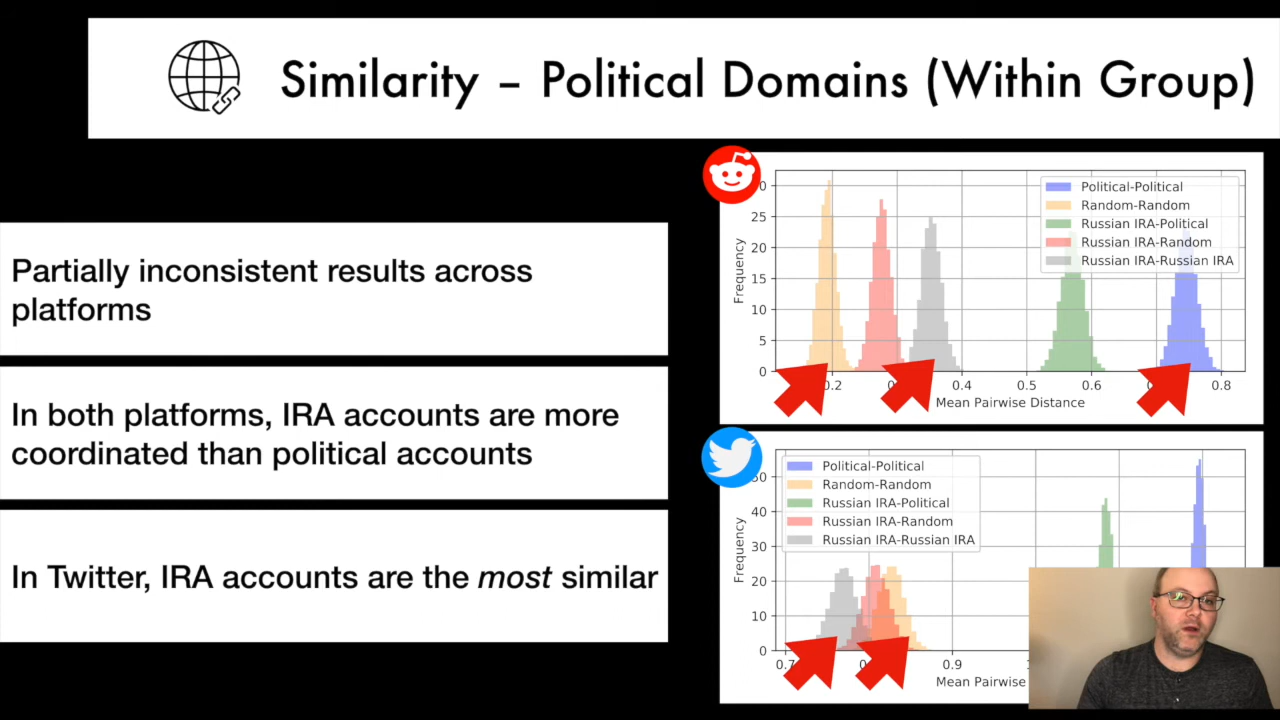 Similarity – Political Domains (Within Group)
Partially inconsistent results across
platforms
In both platforms, IRA accounts are more
coordinated than political accounts
In Twitter, IRA accounts are the most similar
Political-Political
Random-Random
Russian IRA-Political
Russian IRA-Random
Russian IRA-Russian IRA
Frequency
25
20
15
10
5
0
0.4
0.5
0.6
0.8
Mean Pairwise Distance
Political-Political
Random-Random
Russian IRA-Political
Russian IRA-Random
Russian IRA-Russian IRA
Frequency
40
30
20
10
0
0.9
Mean Pairwise